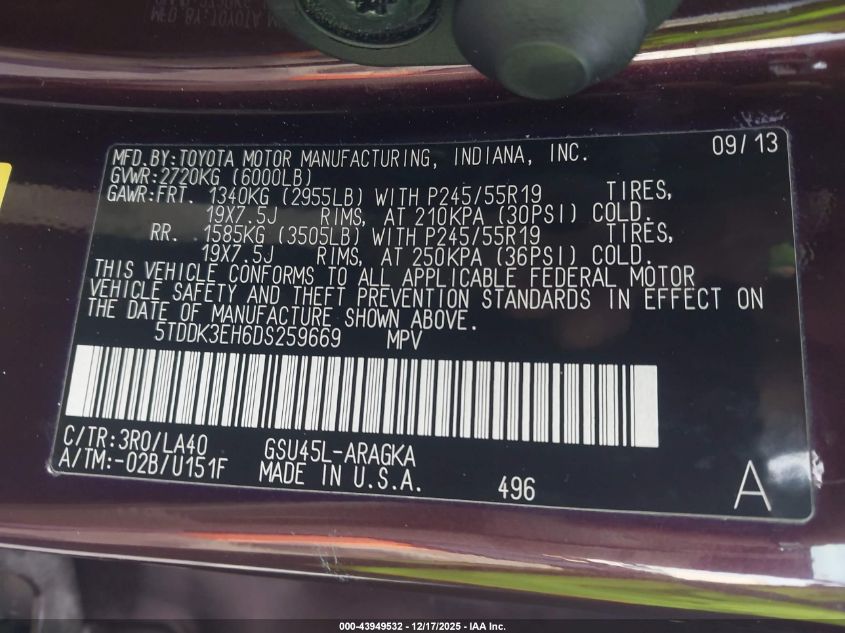 MFD. BY: TOYOTA MOTOR MANUFACTURING, INDIANA, INC. 09/13
GVWR: 2720KG (6000LB)
GAWR: FRT. 1340KG (2955LB) WITH P245/55R19 TIRES,
19X7.5J RIMS, AT 210KPA (30PSI) COLD.
RR. 1585KG (3505LB) WITH P245/55R19 TIRES,
19X7.5J RIMS, AT 250KPA (36PSI) COLD.
THIS VEHICLE CONFORMS TO ALL APPLICABLE FEDERAL MOTOR
VEHICLE SAFETY AND THEFT PREVENTION STANDARDS IN EFFECT ON
THE DATE OF MANUFACTURE SHOWN ABOVE.
5TDDK3EH6DS259669 MPV
C/TR: 3R0/LA40 GSU45L-ARAGKA
A/TM: -02B/U151F MADE IN U.S.A. 496 A
000-43949532 - 12/17/2025 - IAA Inc.